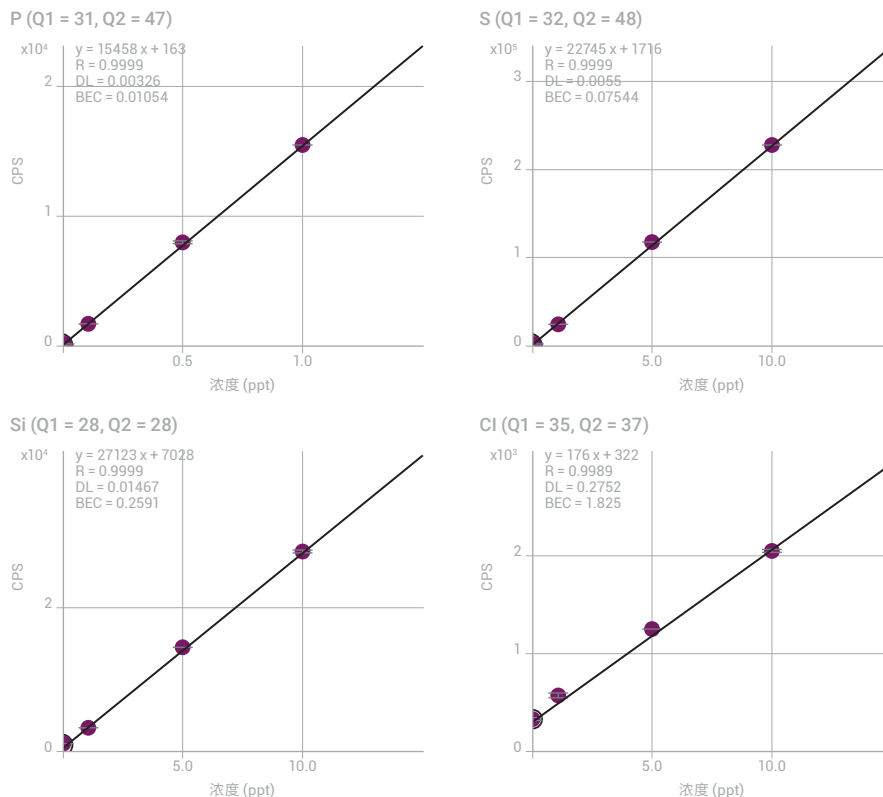 P (Q1 = 31, Q2 = 47)
x10⁴
y = 15458 x + 163
R = 0.9999
DL = 0.00326
BEC = 0.01054
2
1
0
CPS
0.5
1.0
浓度 (ppt)
S (Q1 = 32, Q2 = 48)
x10⁵
y = 22745 x + 1716
R = 0.9999
DL = 0.0055
BEC = 0.07544
3
2
1
0
CPS
5.0
10.0
浓度 (ppt)
Si (Q1 = 28, Q2 = 28)
x10⁴
y = 27123 x + 7028
R = 0.9999
DL = 0.01467
BEC = 0.2591
2
0
CPS
5.0
10.0
浓度 (ppt)
Cl (Q1 = 35, Q2 = 37)
x10³
y = 176 x + 322
R = 0.9989
DL = 0.2752
BEC = 1.825
2
1
0
CPS
5.0
10.0
浓度 (ppt)